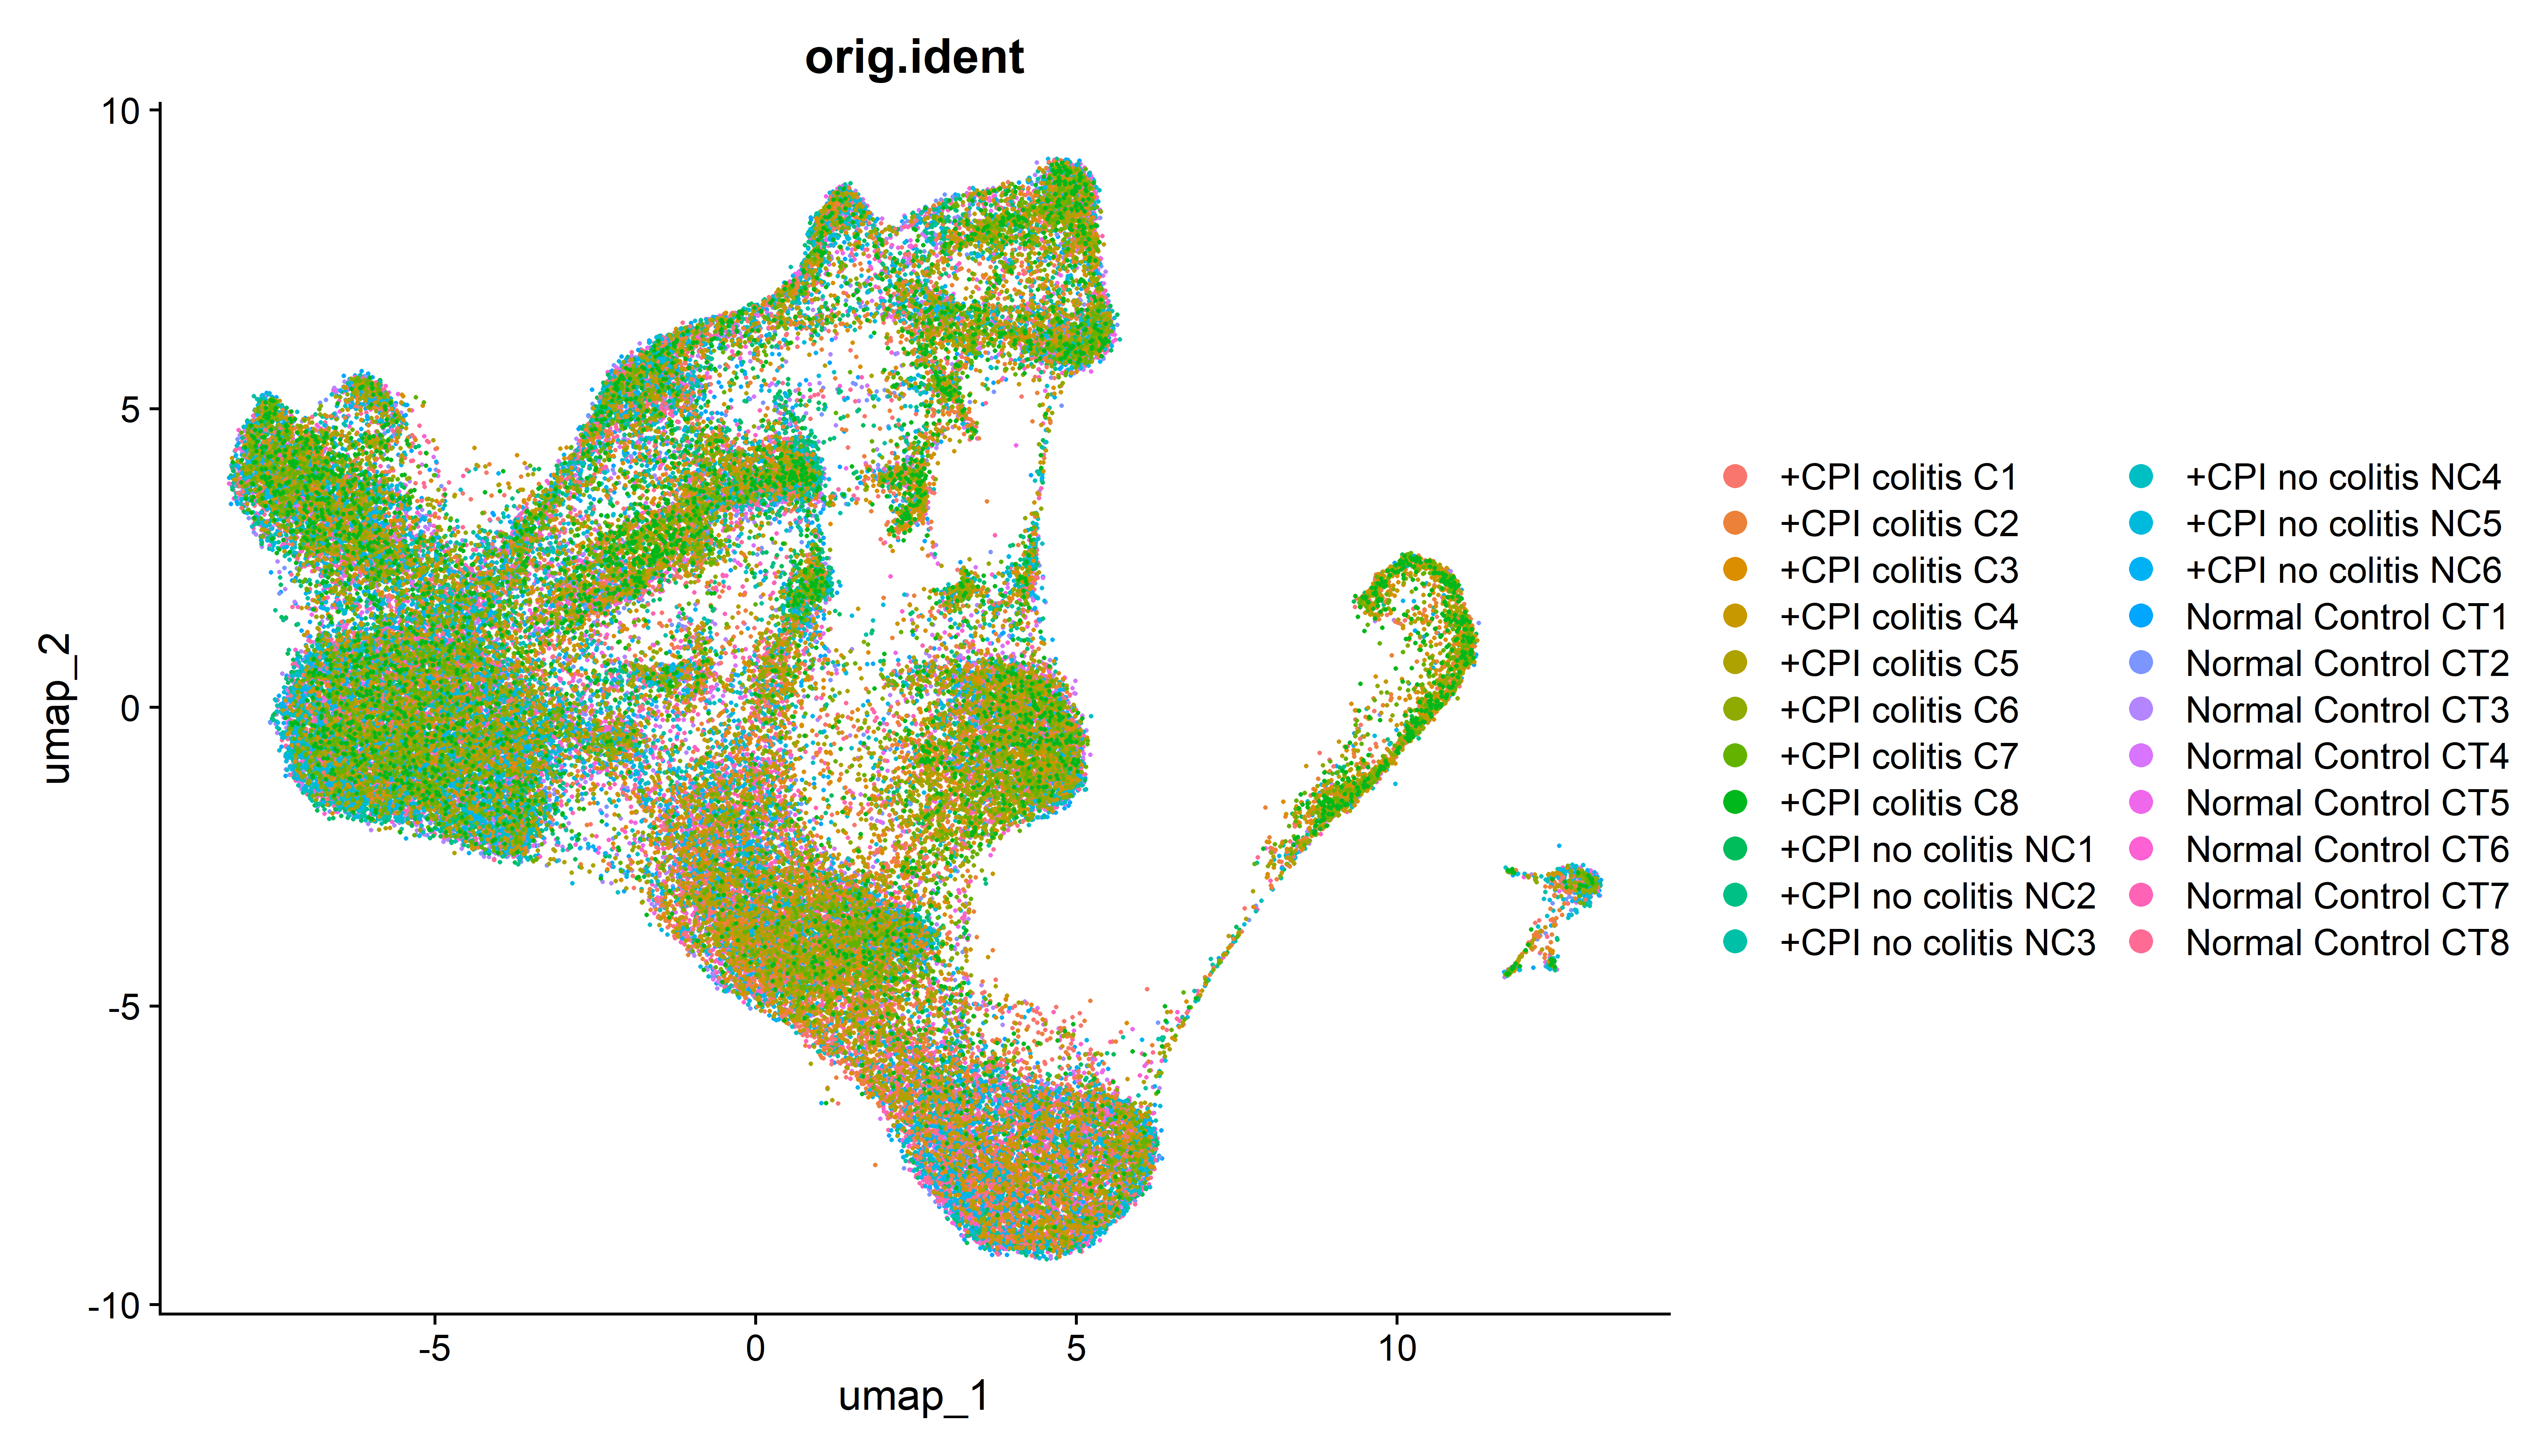 orig.ident
10
5
0
-5
-10
umap_2
-5
0
5
10
umap_1
+CPI colitis C1
+CPI colitis C2
+CPI colitis C3
+CPI colitis C4
+CPI colitis C5
+CPI colitis C6
+CPI colitis C7
+CPI colitis C8
+CPI no colitis NC1
+CPI no colitis NC2
+CPI no colitis NC3
+CPI no colitis NC4
+CPI no colitis NC5
+CPI no colitis NC6
Normal Control CT1
Normal Control CT2
Normal Control CT3
Normal Control CT4
Normal Control CT5
Normal Control CT6
Normal Control CT7
Normal Control CT8